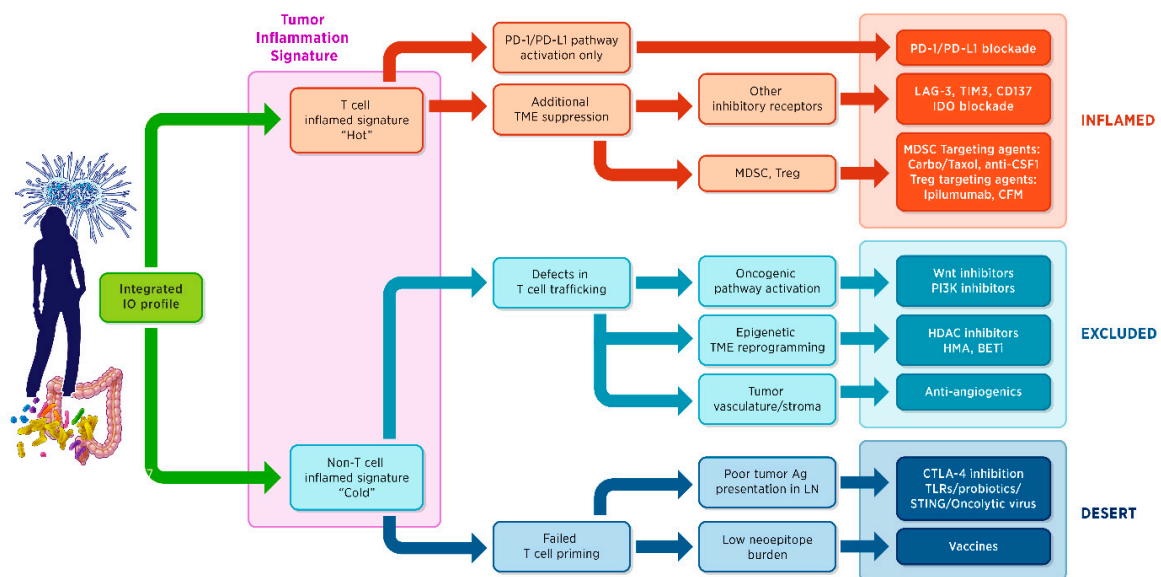 Tumor
Inflammation
Signature
PD-1/PD-L1 pathway
activation only
PD-1/PD-L1 blockade
T cell
inflamed signature
“Hot”
Additional
TME suppression
Other
inhibitory receptors
LAG-3, TIM3, CD137
IDO blockade
INFLAMED
MDSC, Treg
MDSC Targeting agents:
Carbo/Taxol, anti-CSF1
Treg targeting agents:
Ipilumumab, CFM
Integrated
IO profile
Defects in
T cell trafficking
Oncogenic
pathway activation
Wnt inhibitors
PI3K inhibitors
Epigenetic
TME reprogramming
HDAC inhibitors
HMA, BETi
EXCLUDED
Tumor
vasculature/stroma
Anti-angiogenics
7
Non-T cell
inflamed signature
“Cold”
Poor tumor Ag
presentation in LN
CTLA-4 inhibition
TLRs/probiotics/
STING/Oncolytic virus
DESERT
Failed
T cell priming
Low neoepitope
burden
Vaccines